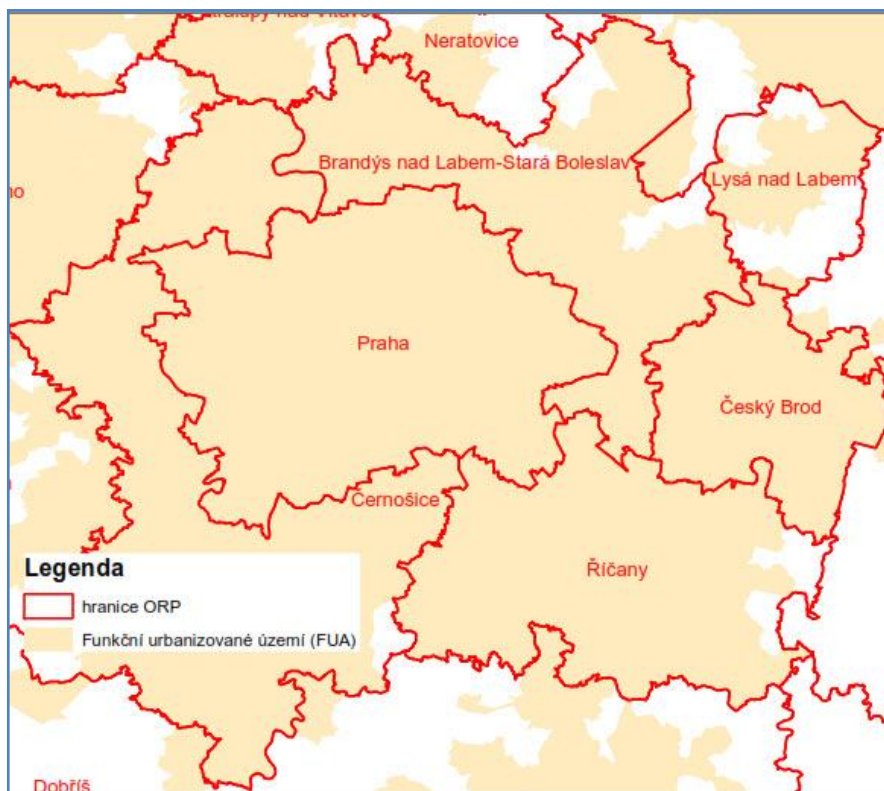 Neratovice
Brandýs nad Labem-Stará Boleslav
Lysá nad Labem
Praha
Český Brod
Černošice
Říčany
Legenda
hranice ORP
Funkční urbanizované území (FUA)
Dobříš